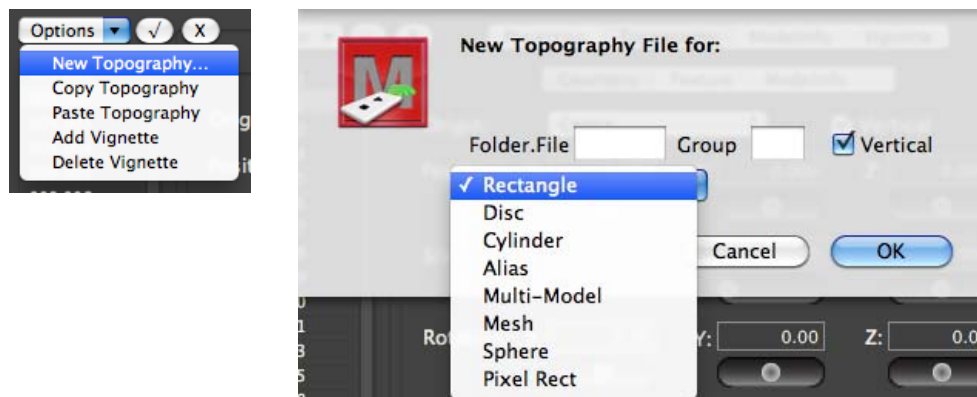 Options ▼ √ X
New Topography...
Copy Topography
Paste Topography
Add Vignette
Delete Vignette
M
New Topography File for:
Folder.File Group Vertical
✓ Rectangle
Disc
Cylinder
Alias
Multi-Model
Mesh
Sphere
Pixel Rect
Cancel OK
Y: 0.00 Z: 0.0